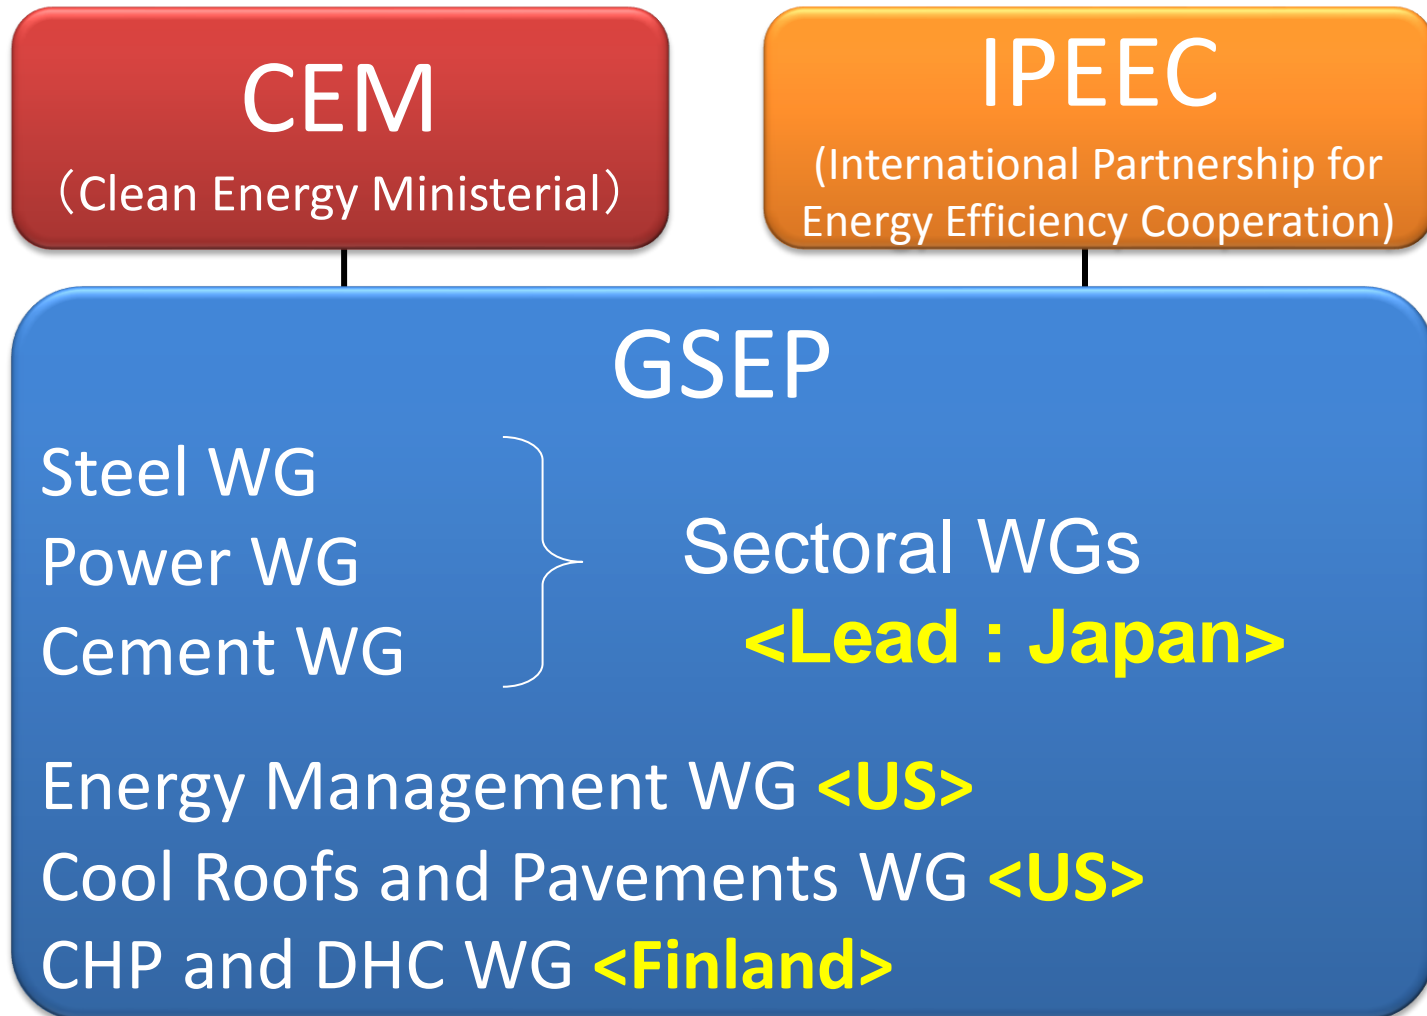 CEM
（Clean Energy Ministerial）
IPEEC
(International Partnership for
Energy Efficiency Cooperation)
GSEP
Steel WG
Power WG
Cement WG
Sectoral WGs
<Lead : Japan>
Energy Management WG <US>
Cool Roofs and Pavements WG <US>
CHP and DHC WG <Finland>